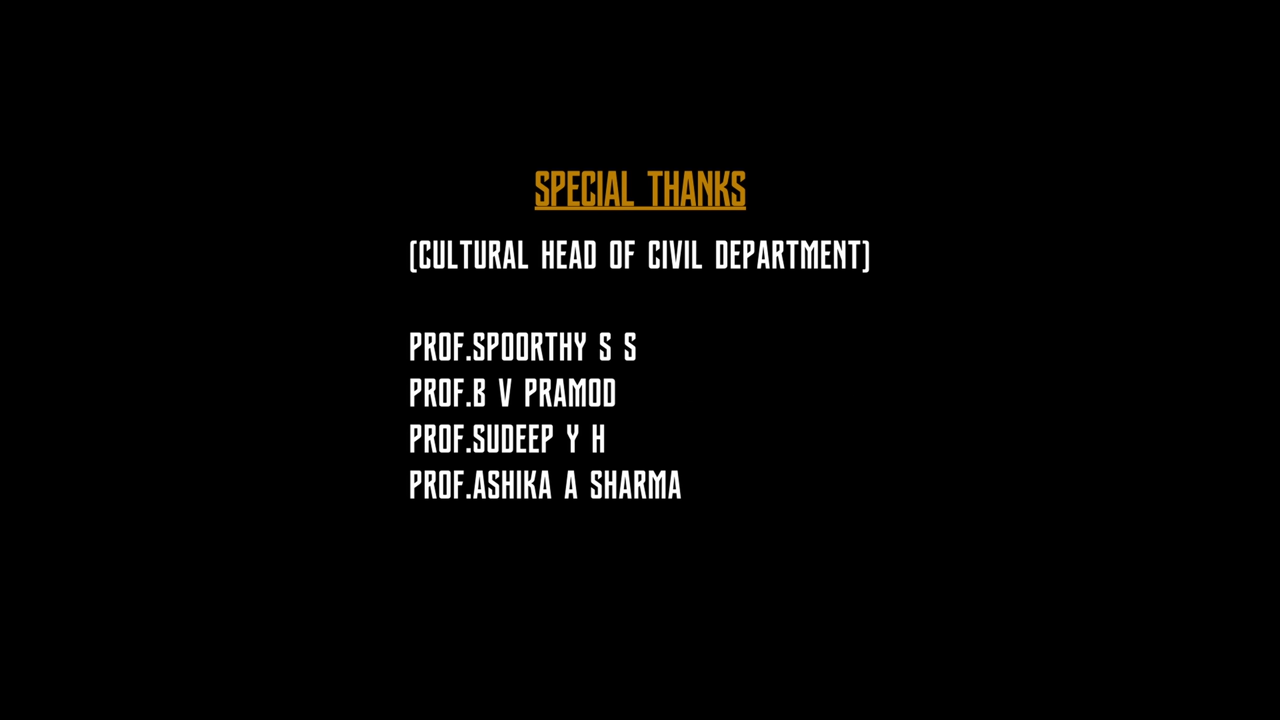 SPECIAL THANKS
(CULTURAL HEAD OF CIVIL DEPARTMENT)
PROF.SPOORTHY S S
PROF.B V PRAMOD
PROF.SUDEEP Y H
PROF.ASHIKA A SHARMA